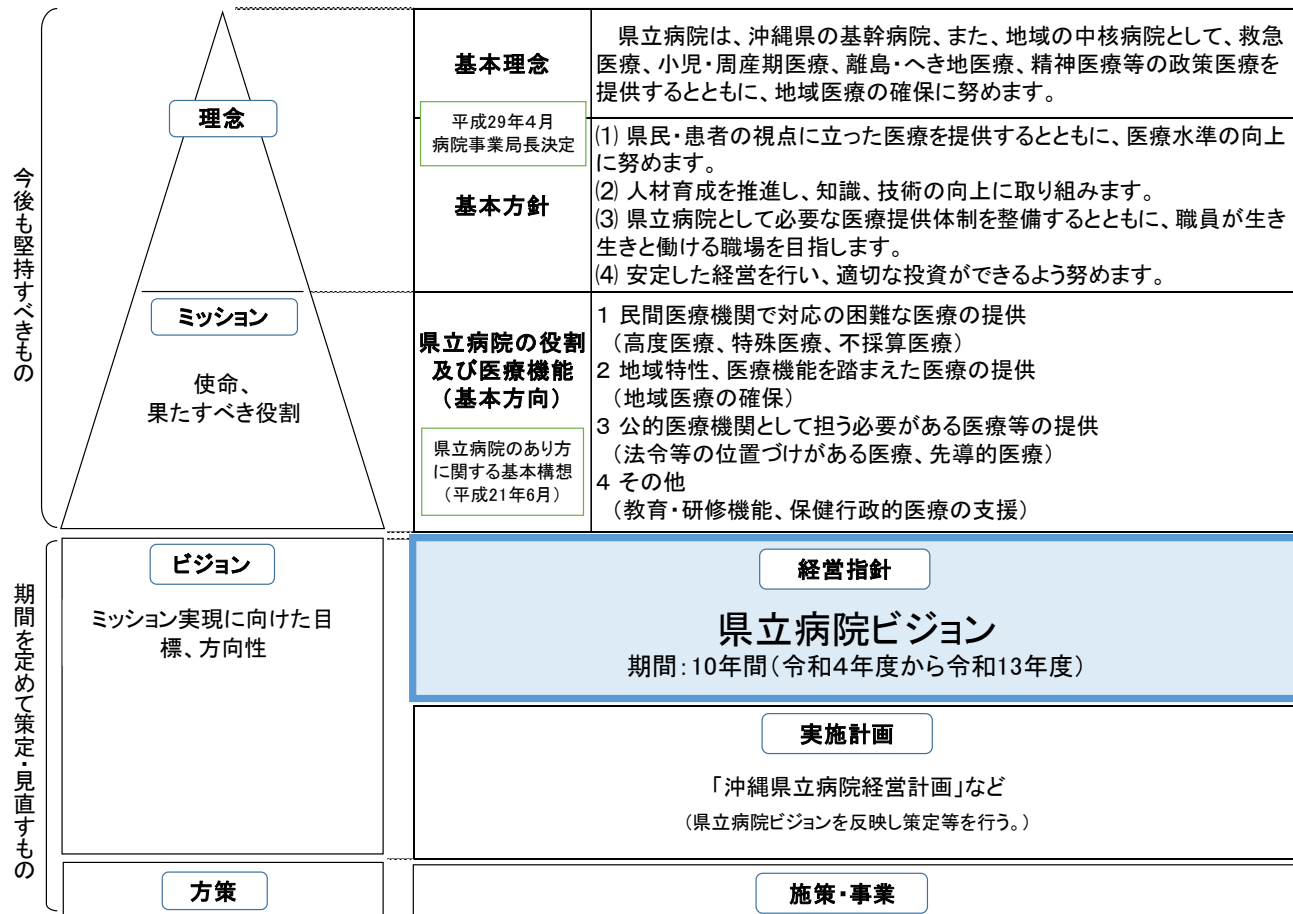 今後も堅持すべきもの
理念
基本理念
県立病院は、沖縄県の基幹病院、また、地域の中核病院として、救急
医療、小児・周産期医療、離島・へき地医療、精神医療等の政策医療を
提供するとともに、地域医療の確保に努めます。
平成29年4月
病院事業局長決定
基本方針
⑴ 県民・患者の視点に立った医療を提供するとともに、医療水準の向上
に努めます。
⑵ 人材育成を推進し、知識、技術の向上に取り組みます。
⑶ 県立病院として必要な医療提供体制を整備するとともに、職員が生き
生きと働ける職場を目指します。
⑷ 安定した経営を行い、適切な投資ができるよう努めます。
ミッション
使命、
果たすべき役割
県立病院の役割
及び医療機能
（基本方向）
県立病院のあり方
に関する基本構想
（平成21年6月）
1 民間医療機関で対応の困難な医療の提供
（高度医療、特殊医療、不採算医療）
2 地域特性、医療機能を踏まえた医療の提供
（地域医療の確保）
3 公的医療機関として担う必要がある医療等の提供
（法令等の位置づけがある医療、先導的医療）
4 その他
（教育・研修機能、保健行政的医療の支援）
期間を定めて策定・見直すもの
ビジョン
ミッション実現に向けた目
標、方向性
経営指針
県立病院ビジョン
期間：10年間（令和4年度から令和13年度）
実施計画
「沖縄県立病院経営計画」など
（県立病院ビジョンを反映し策定等を行う。）
方策
施策・事業